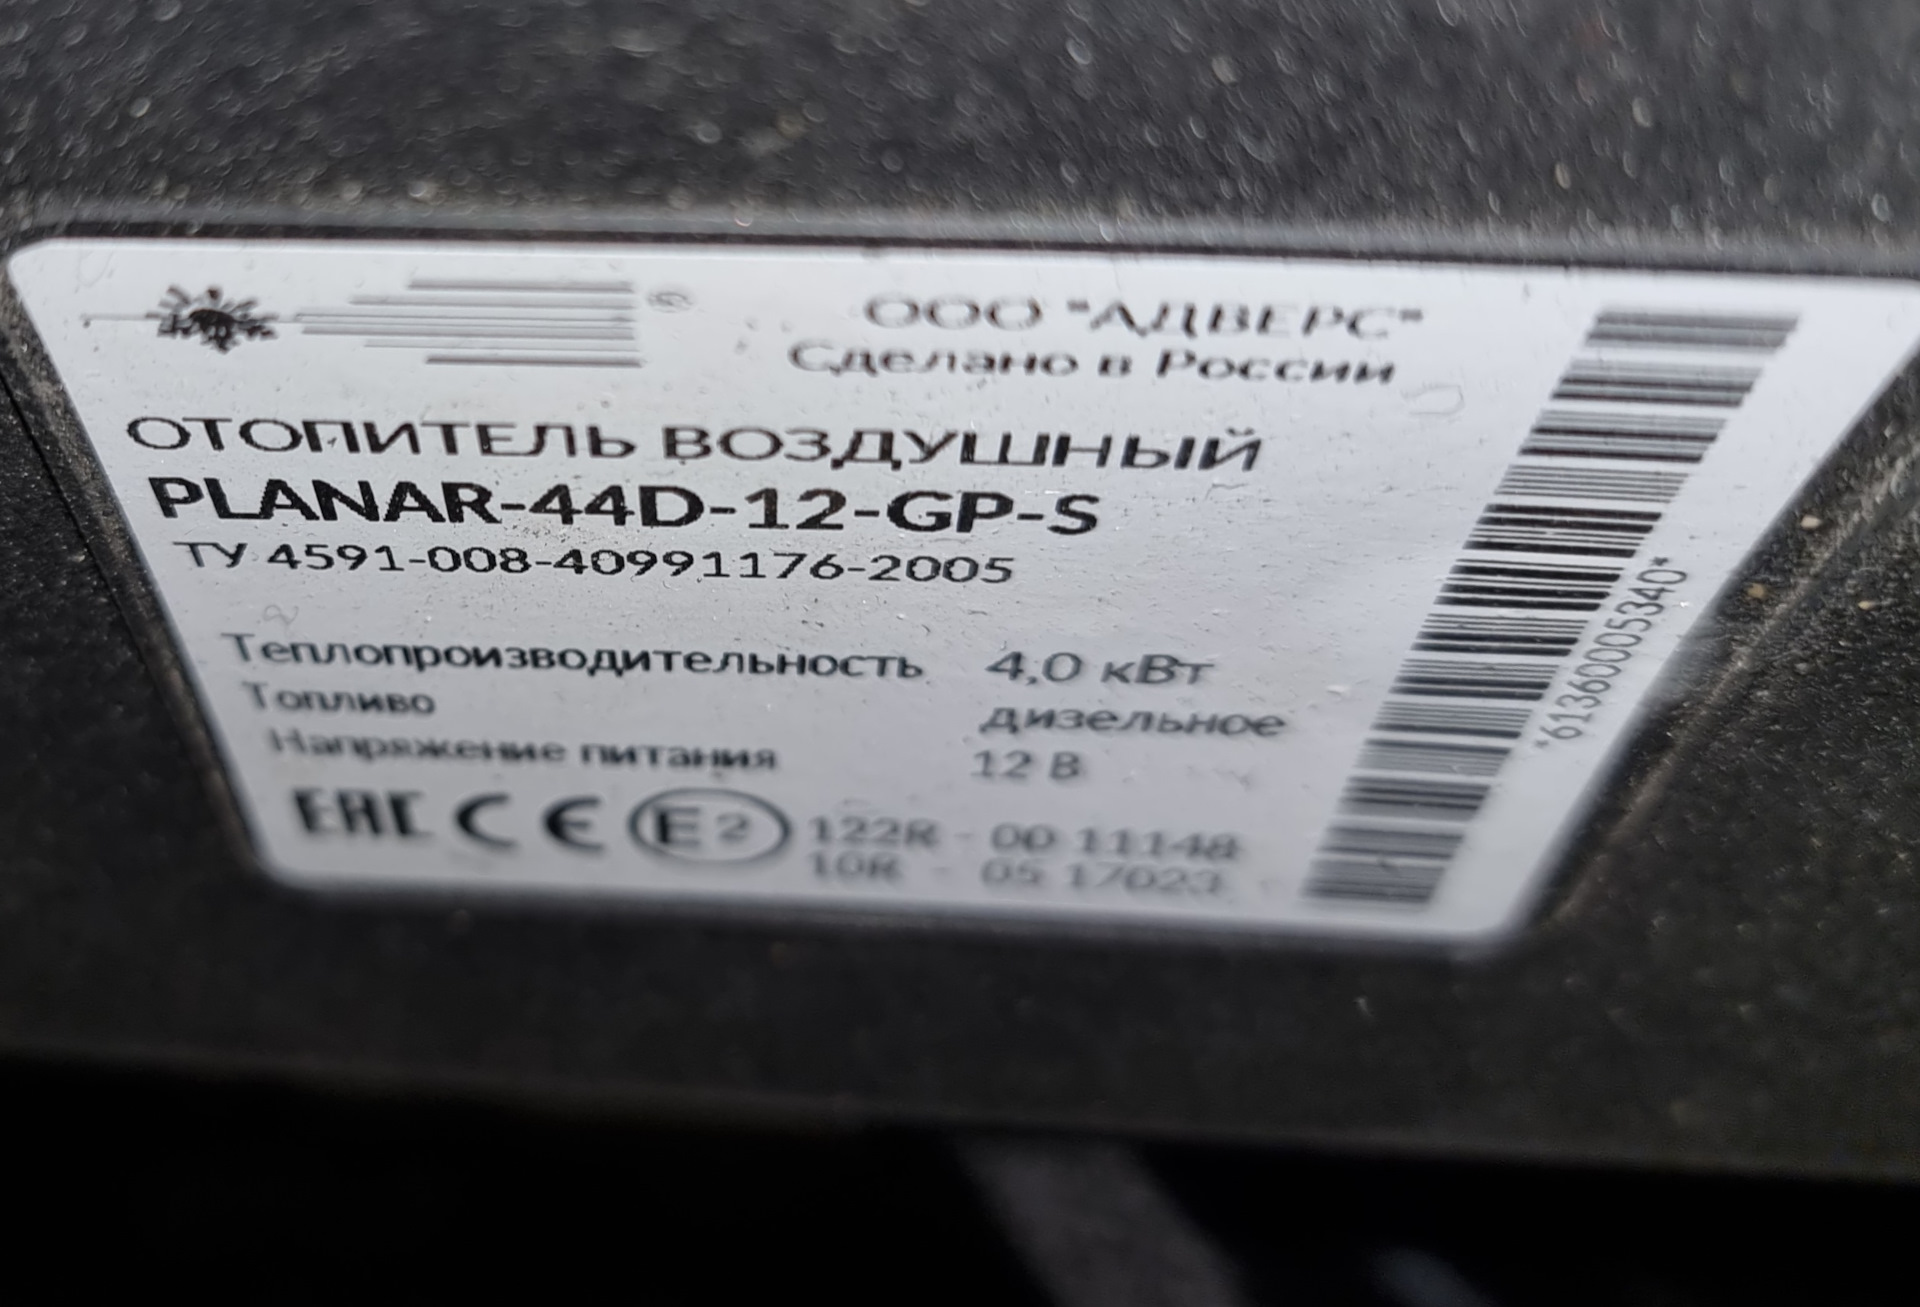 ООО "АДВЕРС"
Сделано в России
ОТОПИТЕЛЬ ВОЗДУШНЫЙ
PLANAR-44D-12-GP-S
ТУ 4591-008-40991176-2005
Теплопроизводительность 4,0 кВт
Топливо дизельное
Напряжение питания 12 В
EAC CE E2 122R - 00 11148
10R - 05 17023
*61360005340*